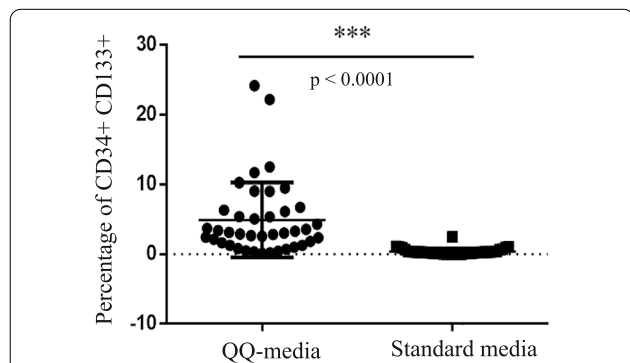 Percentage of CD34+ CD133+
30
20
10
0
-10
***
p < 0.0001
QQ-media
Standard media